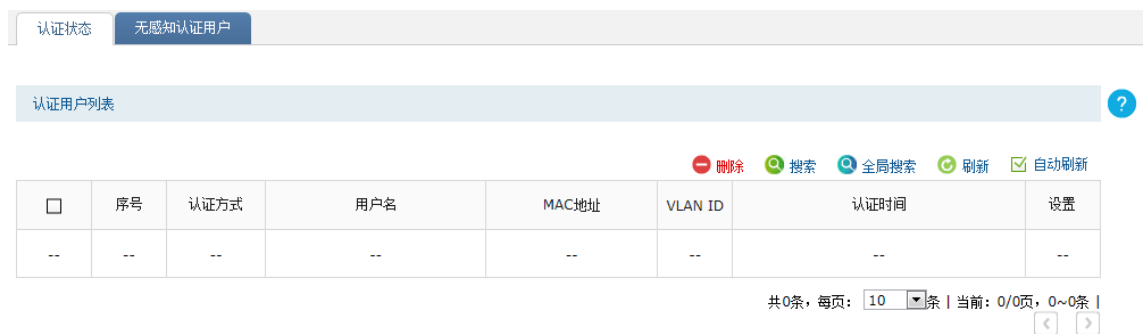 认证状态 无感知认证用户
认证用户列表
?
删除 搜索 全局搜索 刷新 自动刷新
序号 认证方式 用户名 MAC地址 VLAN ID 认证时间 设置
-- -- -- -- -- -- -- --
共0条，每页： 10 条 | 当前：0/0页，0~0条 |
< >